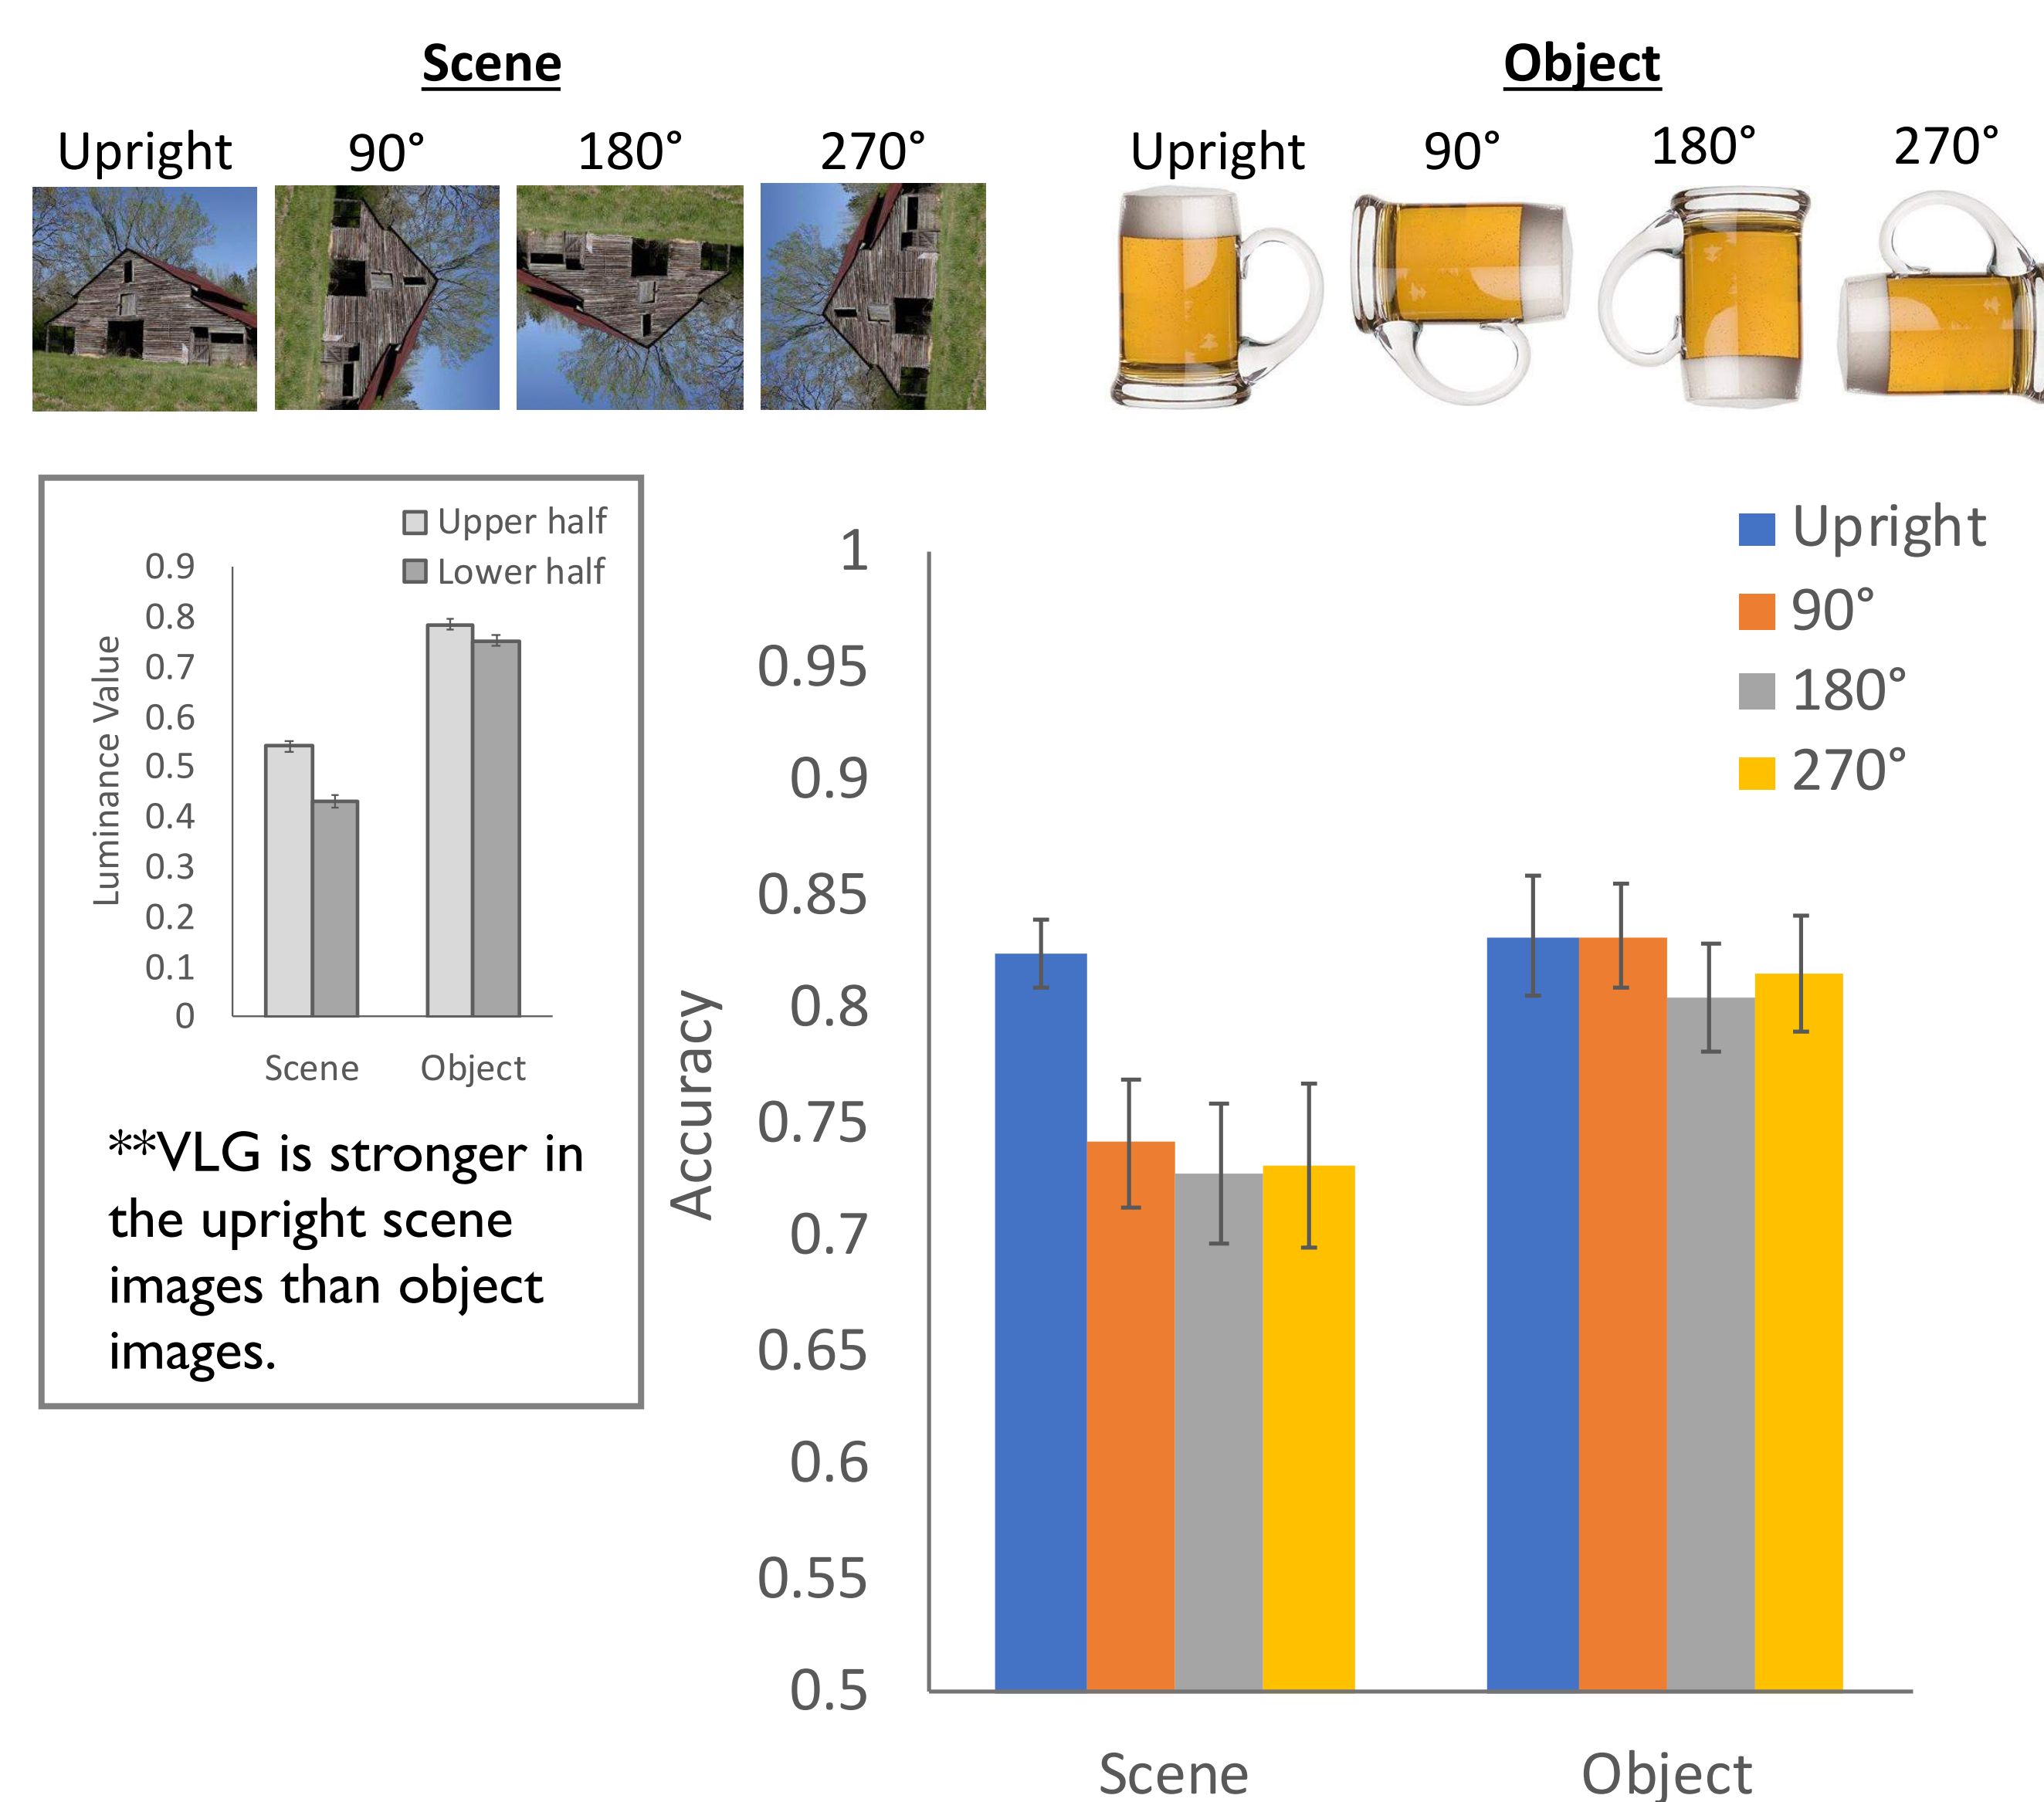 Scene
Object
Upright
90°
180°
270°
Upright
90°
180°
270°
Upper half
Lower half
Luminance Value
0.9
0.8
0.7
0.6
0.5
0.4
0.3
0.2
0.1
0
Scene
Object
**VLG is stronger in
the upright scene
images than object
images.
Accuracy
1
0.95
0.9
0.85
0.8
0.75
0.7
0.65
0.6
0.55
0.5
Scene
Object
Upright
90°
180°
270°